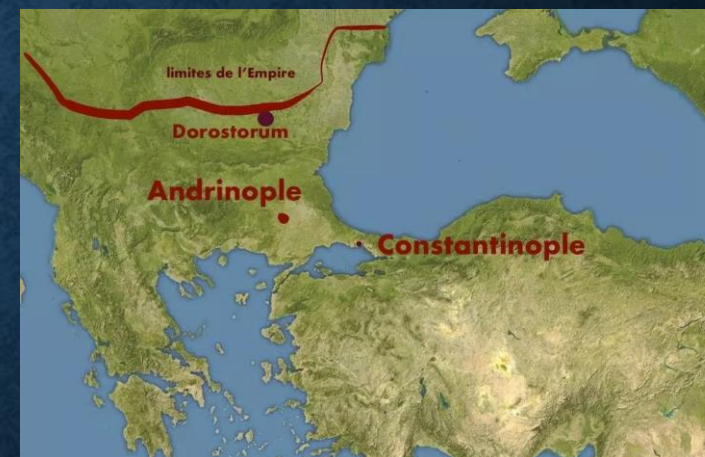 limites de l'Empire
Dorostorum
Andrinople
Constantinople